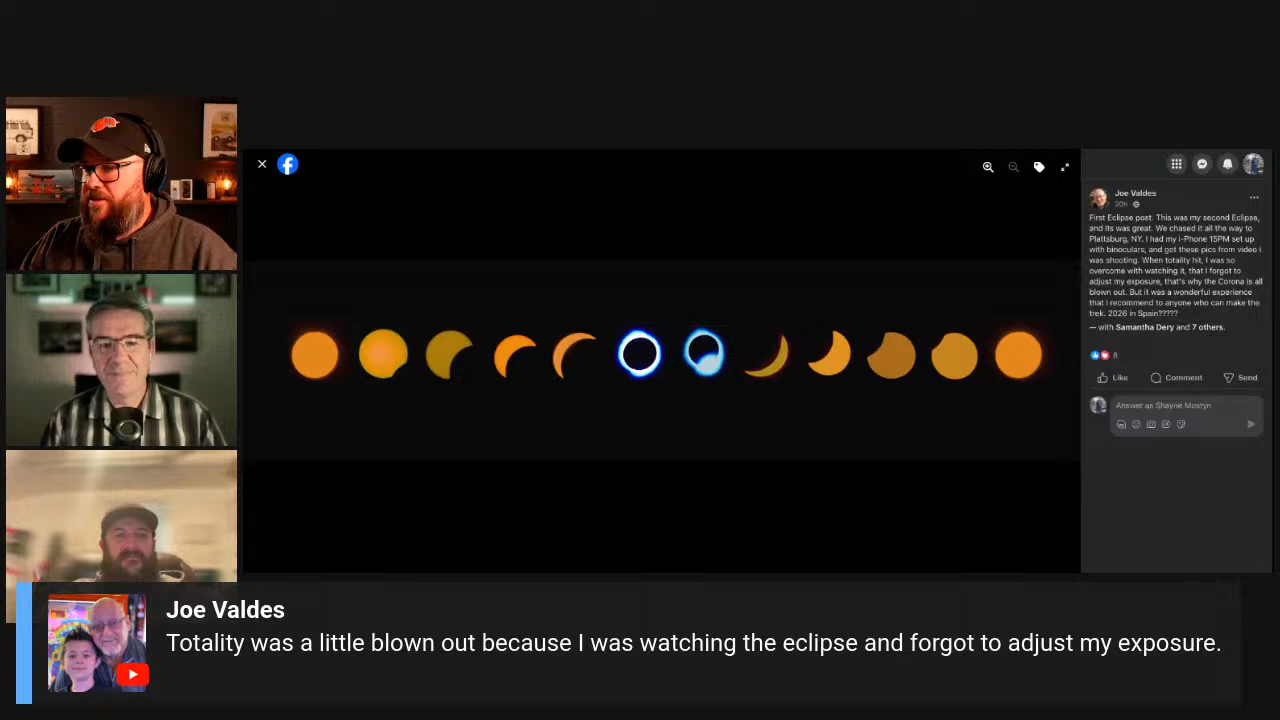 Joe Valdes
20h
First Eclipse post. This was my second Eclipse,
and its was great. We chased it all the way to
Plattsburg, NY. I had my i-Phone 15PM set up
with binoculars, and got these pics from video I
was shooting. When totality hit, I was so
overcome with watching it, that I forgot to
adjust my exposure, that's why the Corona is all
blown out. But it was a wonderful experience
that I recommend to anyone who can make the
trek. 2026 in Spain?????
— with Samantha Dery and 7 others.
8
Like Comment Send
Answer as Shayne Mostyn
Joe Valdes
Totality was a little blown out because I was watching the eclipse and forgot to adjust my exposure.